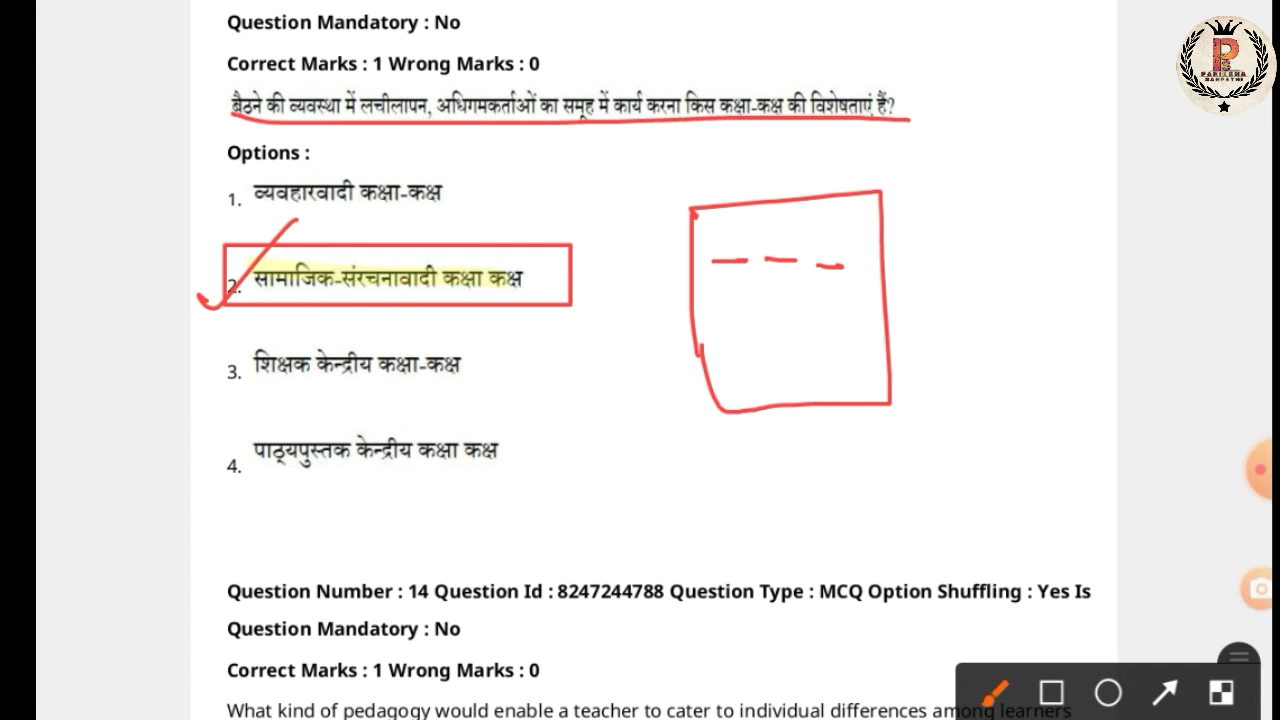 Question Mandatory : No
Correct Marks : 1 Wrong Marks : 0
बैठने की व्यवस्था में लचीलापन, अधिगमकर्ताओं का समूह में कार्य करना किस कक्षा-कक्ष की विशेषताएं हैं?
Options :
1. व्यवहारवादी कक्षा-कक्ष
2. सामाजिक-संरचनावादी कक्षा कक्ष
3. शिक्षक केन्द्रीय कक्षा-कक्ष
4. पाठ्यपुस्तक केन्द्रीय कक्षा कक्ष
Question Number : 14 Question Id : 8247244788 Question Type : MCQ Option Shuffling : Yes Is
Question Mandatory : No
Correct Marks : 1 Wrong Marks : 0
What kind of pedagogy would enable a teacher to cater to individual differences among learners